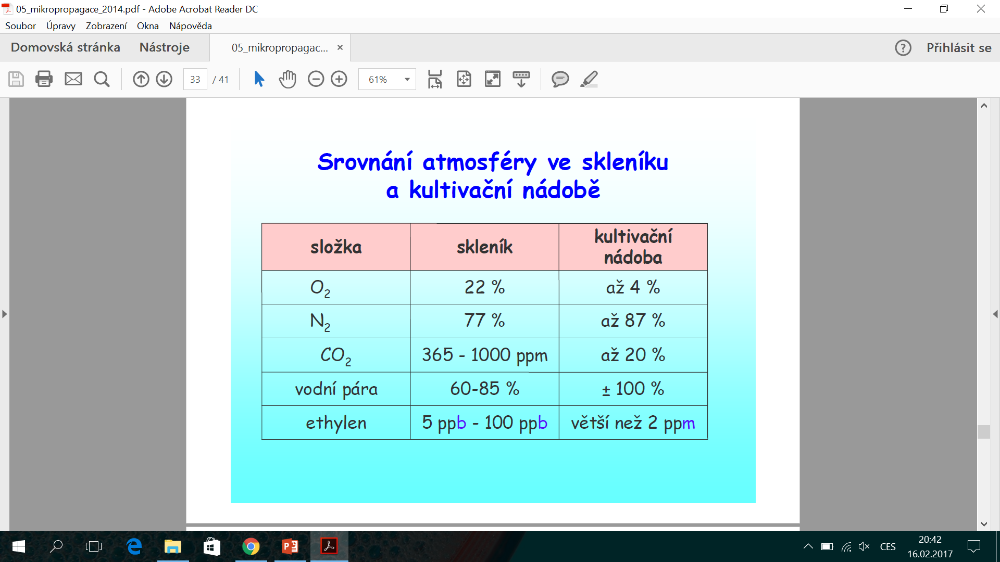 05_mikropropagace_2014.pdf - Adobe Acrobat Reader DC
Soubor Úpravy Zobrazení Okna Nápověda
Domovská stránka Nástroje 05_mikropropagac... × ? Přihlásit se
33 / 41 61%
Srovnání atmosféry ve skleníku
a kultivační nádobě
složka skleník kultivační nádoba
O2 22 % až 4 %
N2 77 % až 87 %
CO2 365 - 1000 ppm až 20 %
vodní pára 60-85 % ± 100 %
ethylen 5 ppb - 100 ppb větší než 2 ppm
CES 20:42
16.02.2017